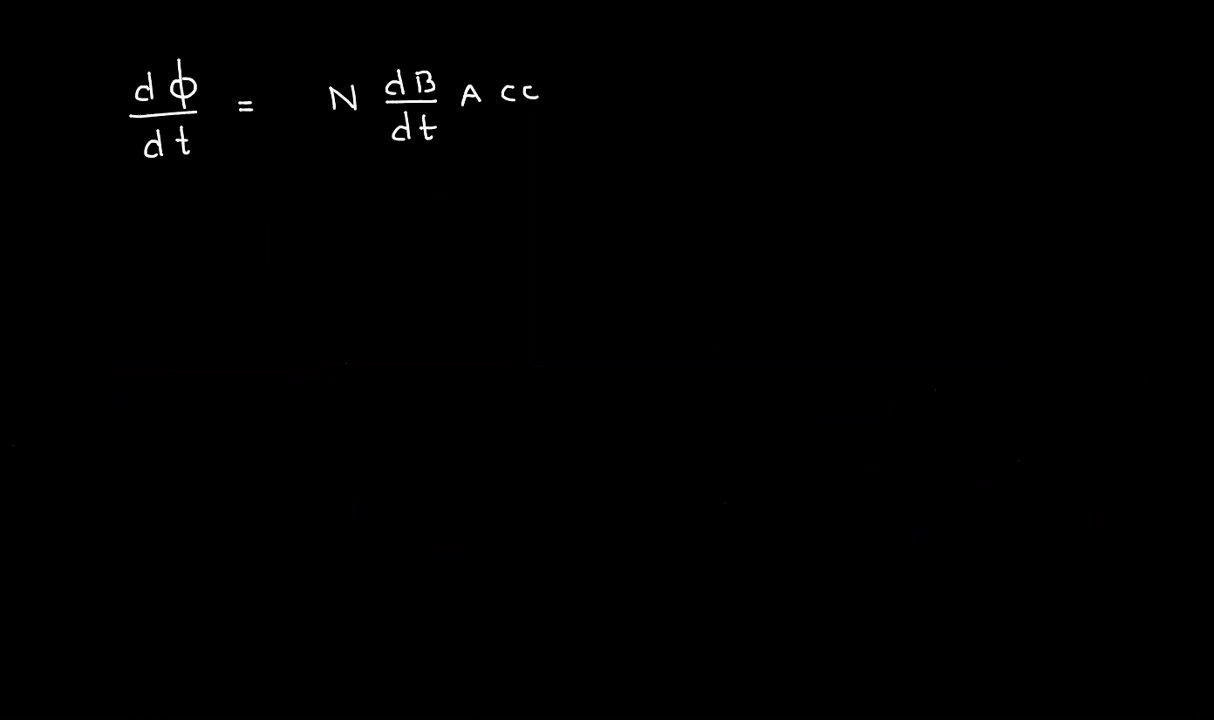 dϕ/dt = N dB/dt A cc